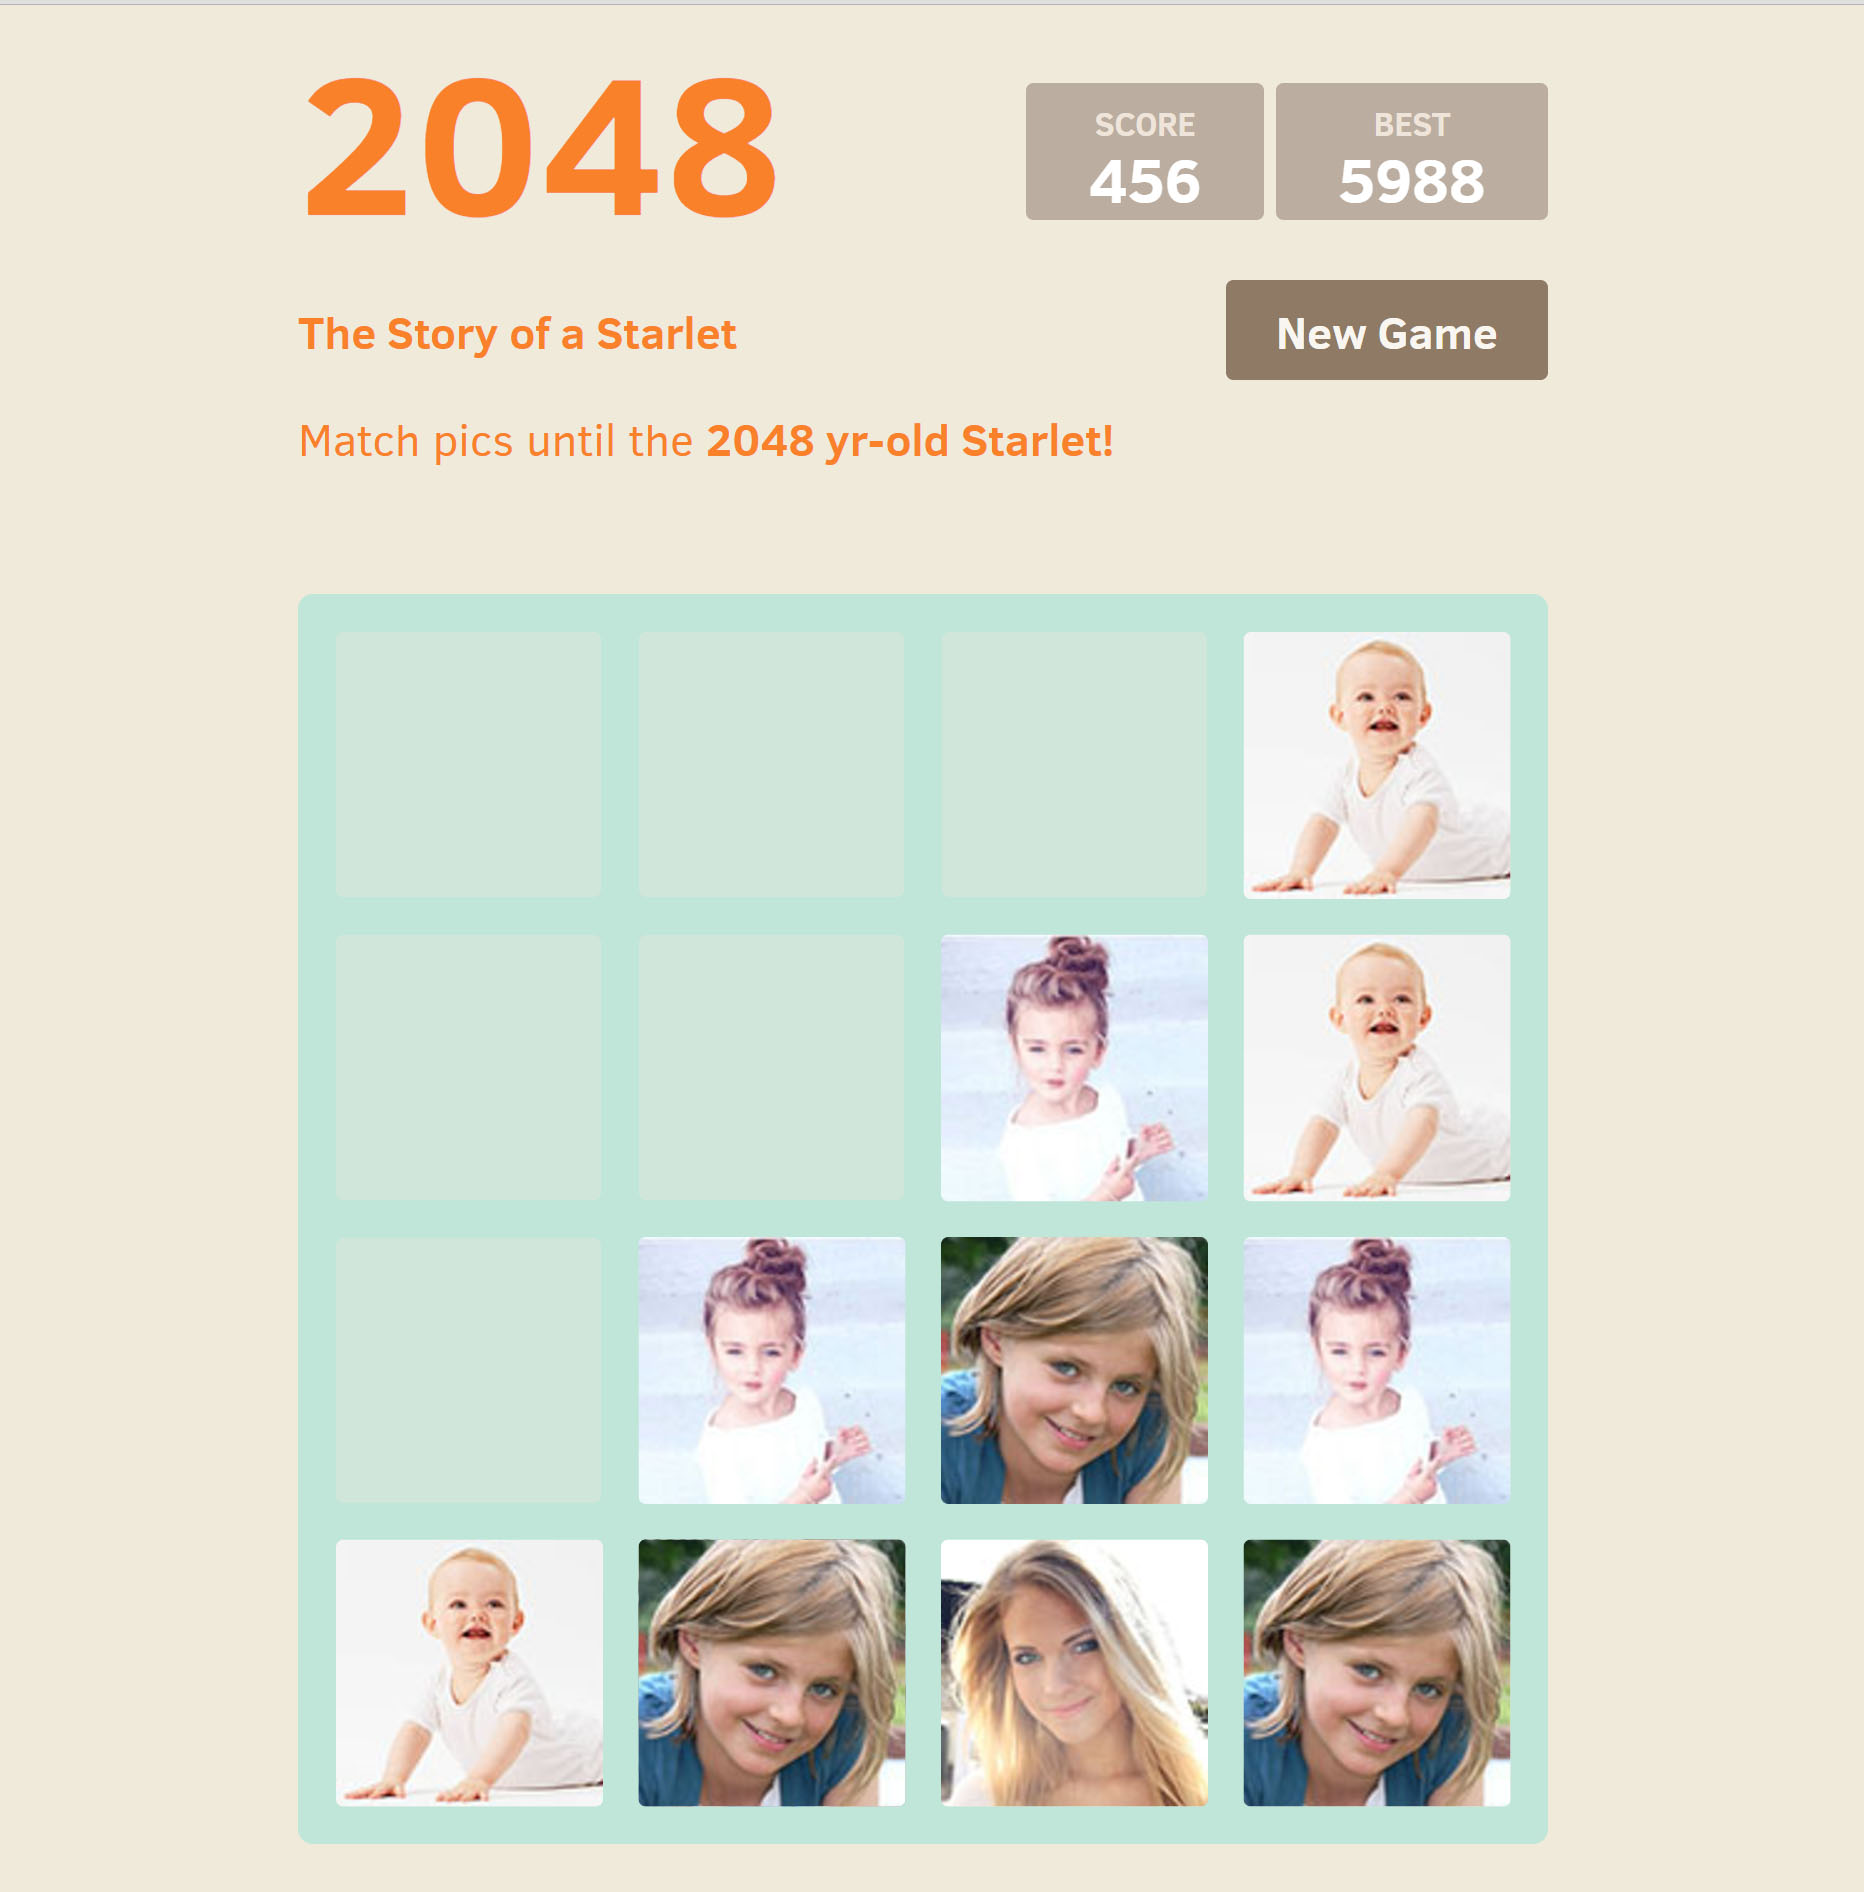 2048
SCORE
456
BEST
5988
The Story of a Starlet
New Game
Match pics until the 2048 yr-old Starlet!